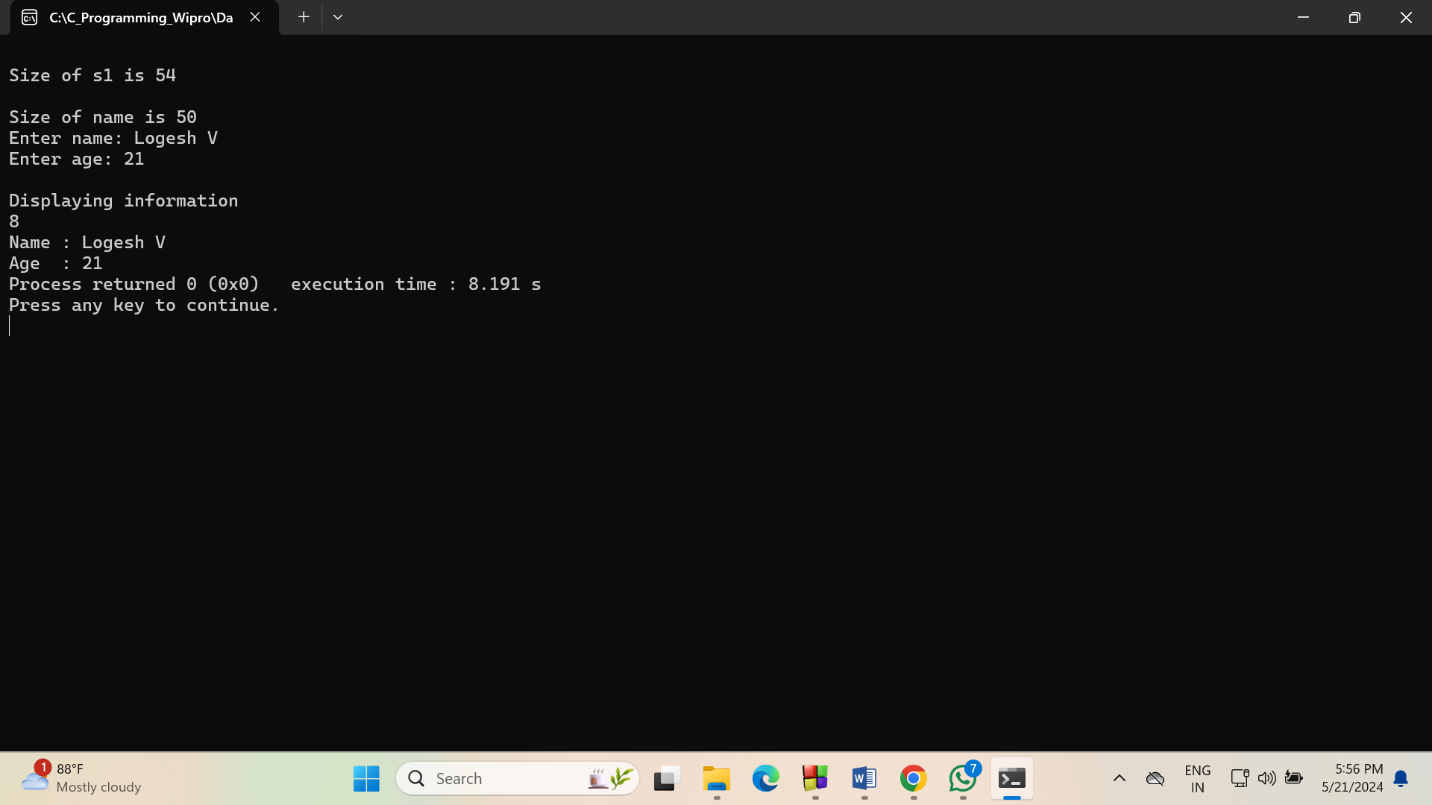 C:\C_Programming_Wipro\Da
Size of s1 is 54
Size of name is 50
Enter name: Logesh V
Enter age: 21
Displaying information
8
Name : Logesh V
Age  : 21
Process returned 0 (0x0)   execution time : 8.191 s
Press any key to continue.
1
88°F
Mostly cloudy
Search
W
7
ENG
IN
5:56 PM
5/21/2024